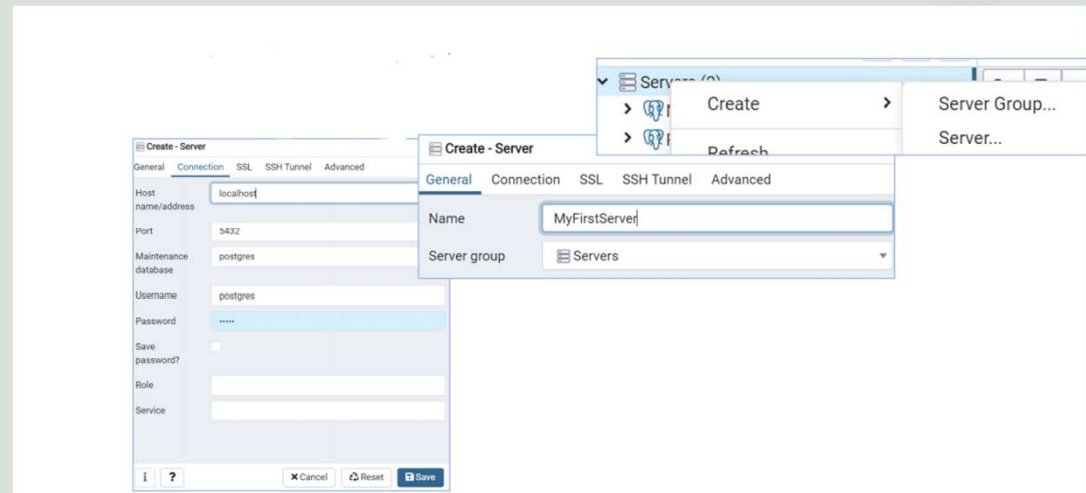 Servers (2)
Create
Server Group...
Server...
Refresh
Create - Server
General Connection SSL SSH Tunnel Advanced
Name MyFirstServer
Server group Servers
Create - Server
General Connection SSL SSH Tunnel Advanced
Host name/address localhost
Port 5432
Maintenance database postgres
Username postgres
Password •••••
Save password?
Role
Service
i ? Cancel Reset Save